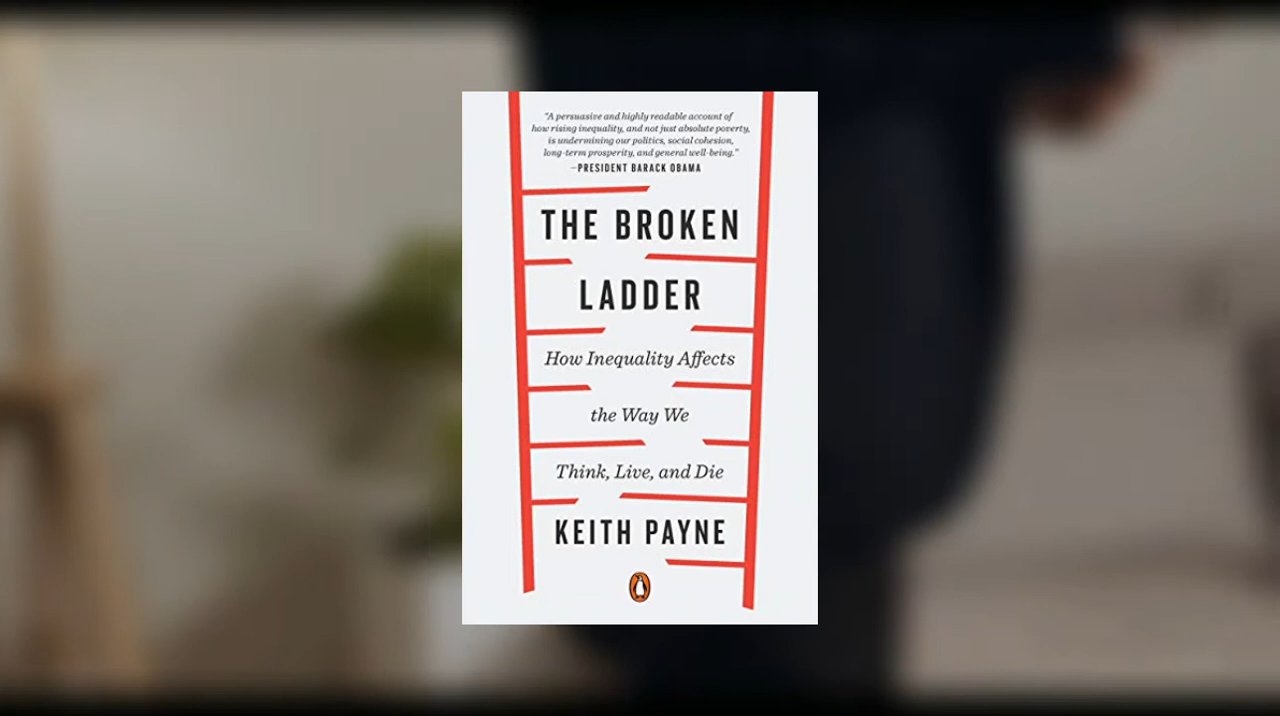 "A persuasive and highly readable account of
how rising inequality, and not just absolute poverty,
is undermining our politics, social cohesion,
long-term prosperity, and general well-being."
—PRESIDENT BARACK OBAMA
THE BROKEN
LADDER
How Inequality Affects
the Way We
Think, Live, and Die
KEITH PAYNE